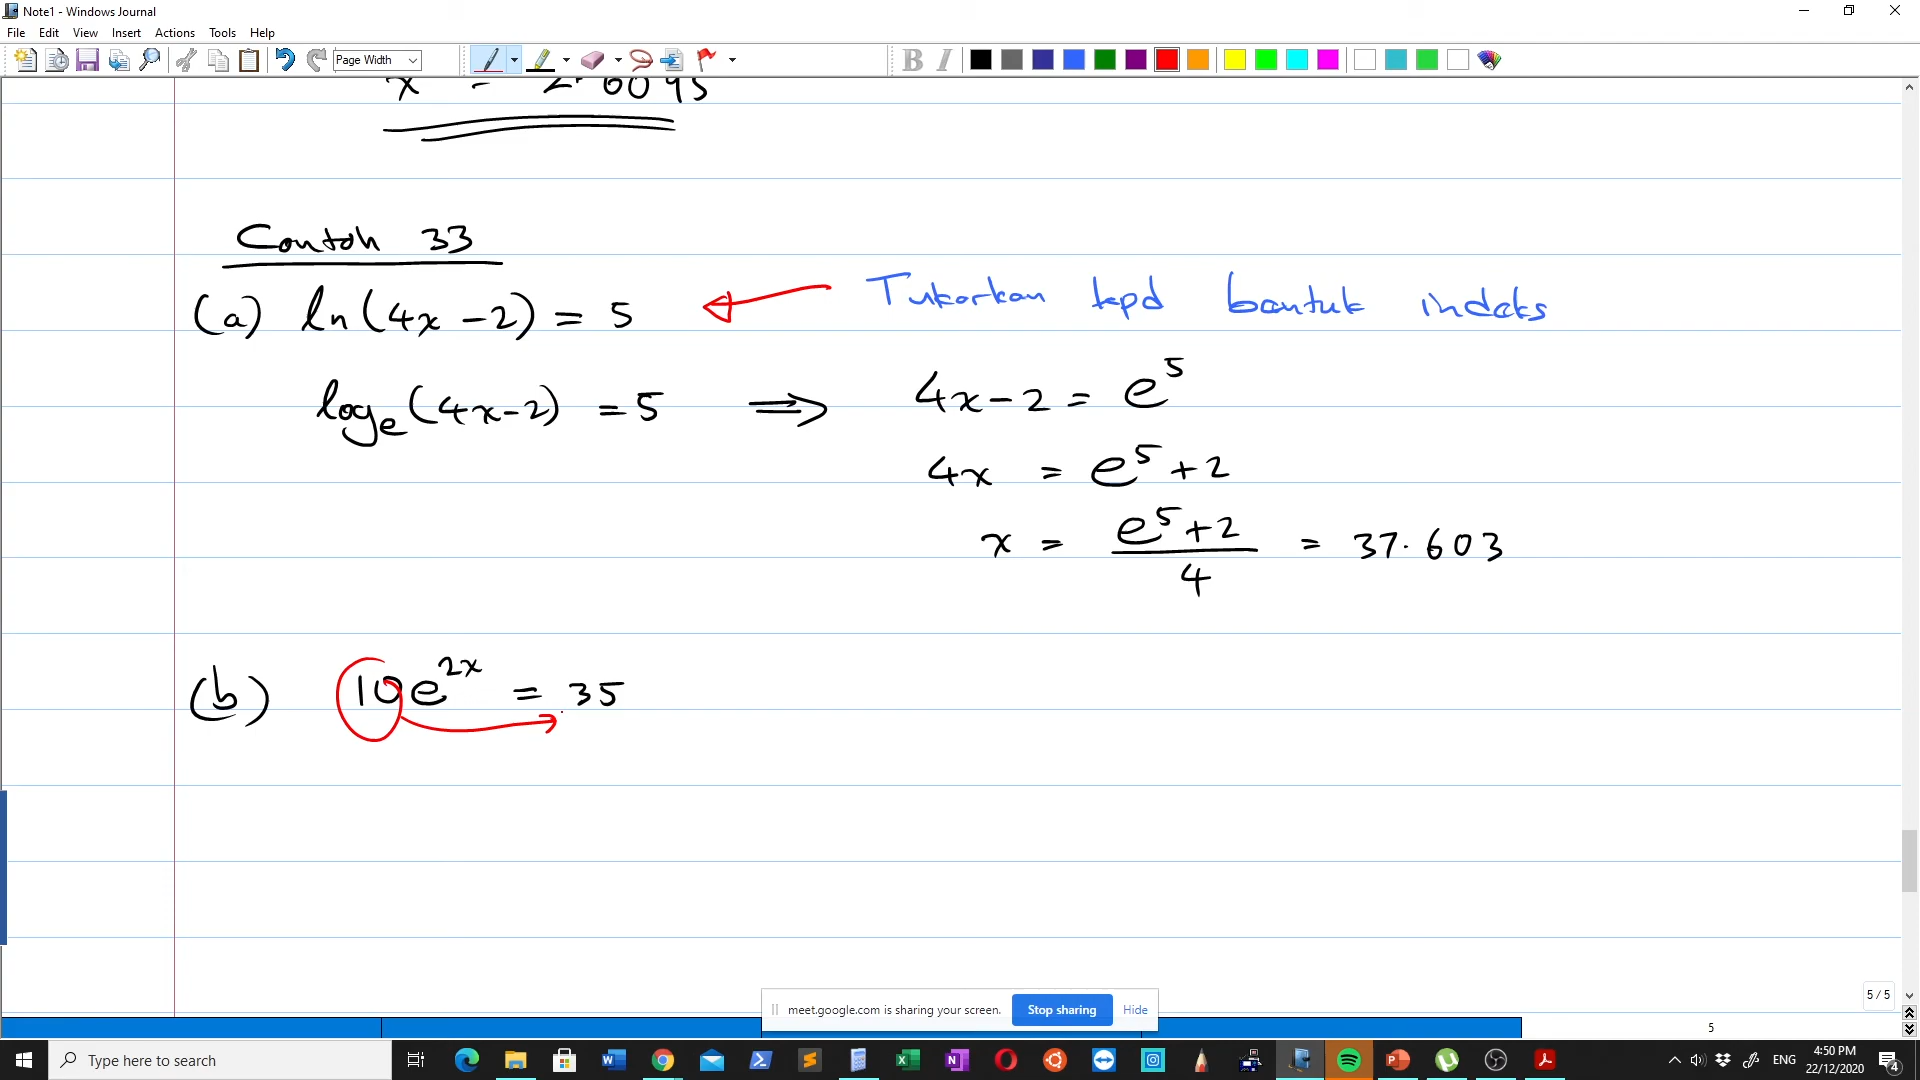 Note1 - Windows Journal
File Edit View Insert Actions Tools Help
Page Width
Contoh 33
(a) ln(4x-2) = 5
Tukarkan kpd bentuk indeks
logₑ(4x-2) = 5 ⟹ 4x-2 = e⁵
4x = e⁵+2
x = (e⁵+2)/4 = 37.603
(b) 10e²ˣ = 35
5 / 5
meet.google.com is sharing your screen. Stop sharing Hide
5
Type here to search
ENG
4:50 PM
22/12/2020
4